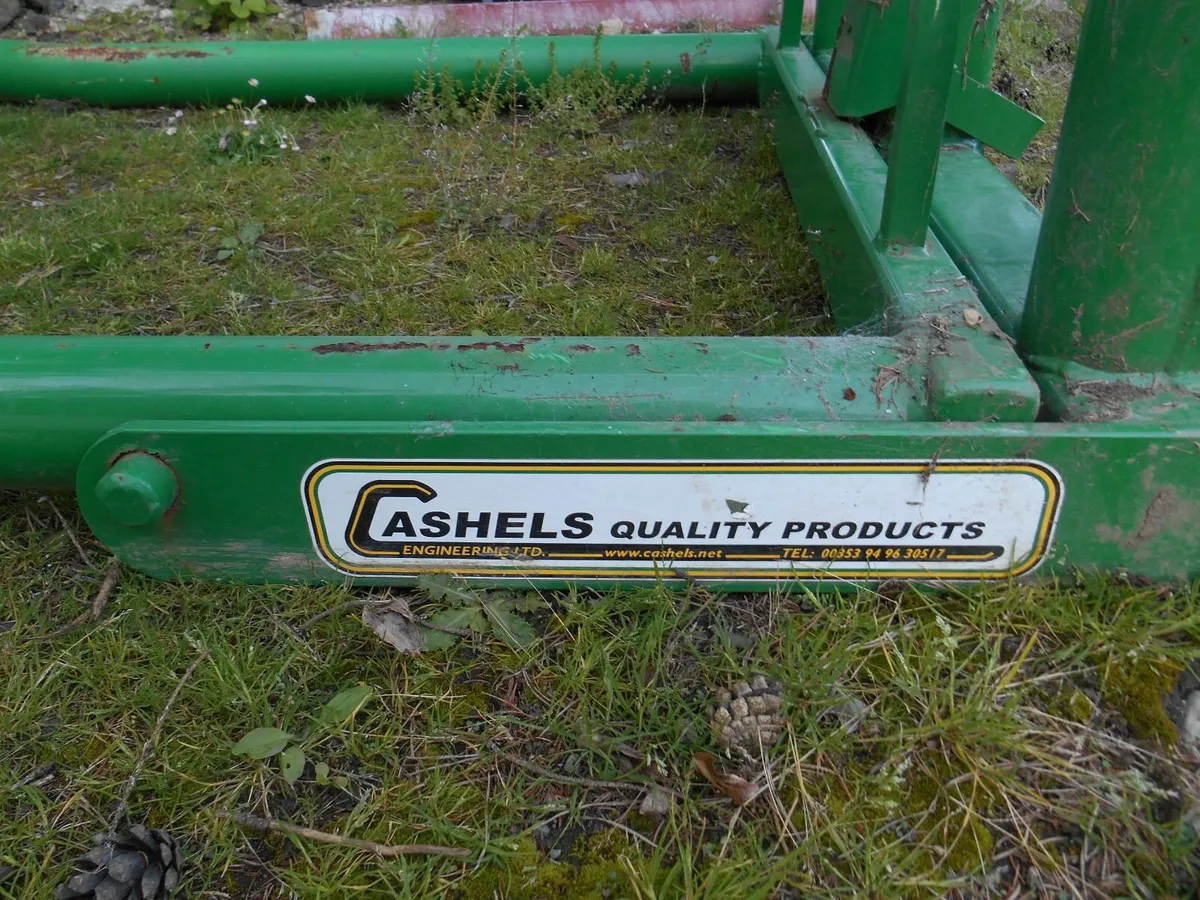 CASHELS QUALITY PRODUCTS
ENGINEERING LTD. www.cashels.net TEL: 00353 94 96 30517